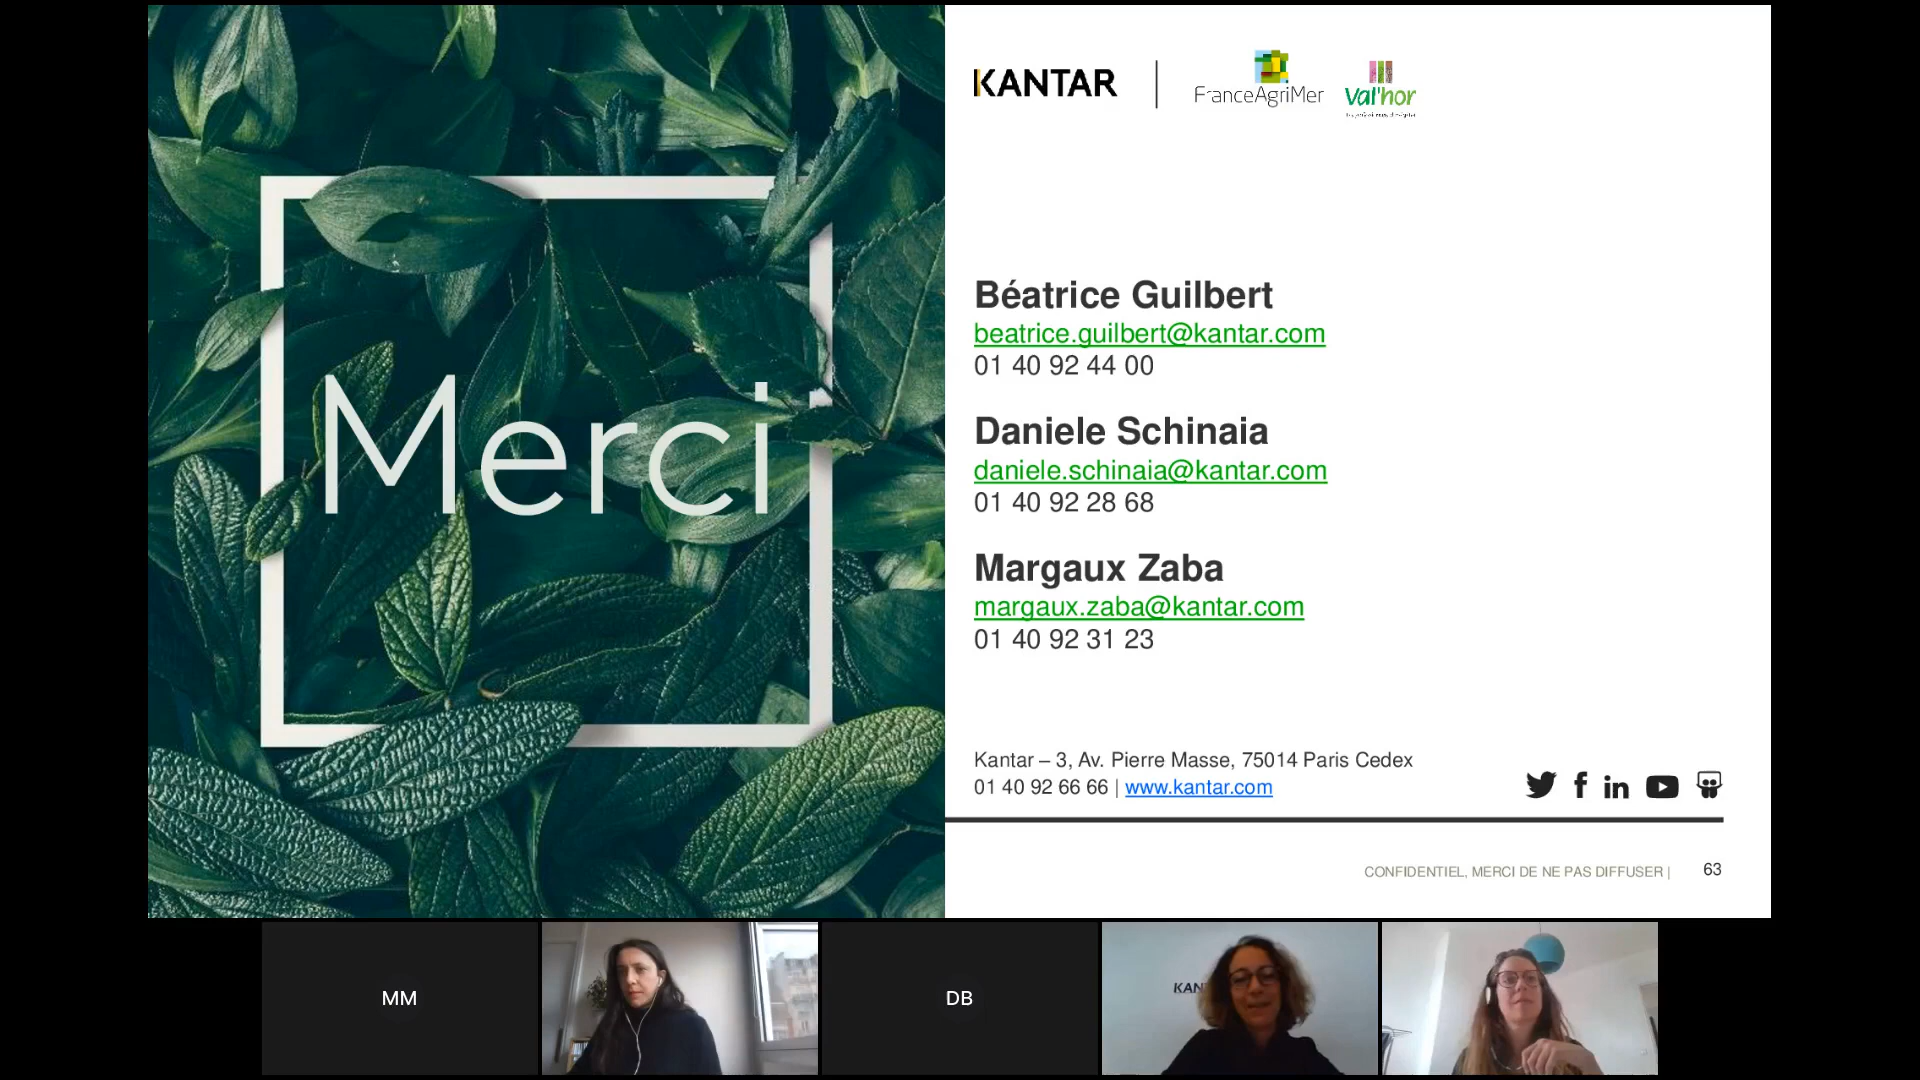 Merci
KANTAR
FranceAgriMer
Val'hor
Béatrice Guilbert
beatrice.guilbert@kantar.com
01 40 92 44 00
Daniele Schinaia
daniele.schinaia@kantar.com
01 40 92 28 68
Margaux Zaba
margaux.zaba@kantar.com
01 40 92 31 23
Kantar – 3, Av. Pierre Masse, 75014 Paris Cedex
01 40 92 66 66 | www.kantar.com
CONFIDENTIEL, MERCI DE NE PAS DIFFUSER | 63
MM
DB
KAN